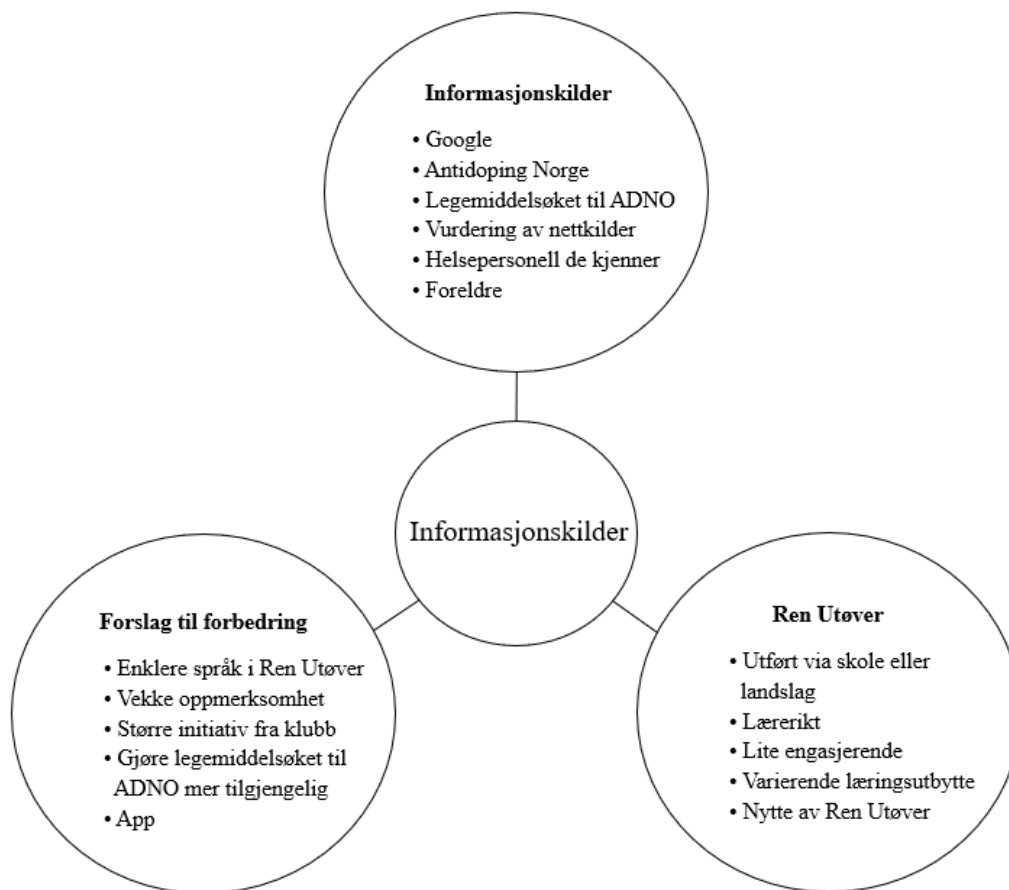 Informasjonskilder
• Google
• Antidoping Norge
• Legemiddelsøket til ADNO
• Vurdering av nettkilder
• Helsepersonell de kjenner
• Foreldre
Informasjonskilder
Forslag til forbedring
• Enklere språk i Ren Utøver
• Vekke oppmerksomhet
• Større initiativ fra klubb
• Gjøre legemiddelsøket til
ADNO mer tilgjengelig
• App
Ren Utøver
• Utført via skole eller
landslag
• Lærerikt
• Lite engasjerende
• Varierende læringsutbytte
• Nytte av Ren Utøver